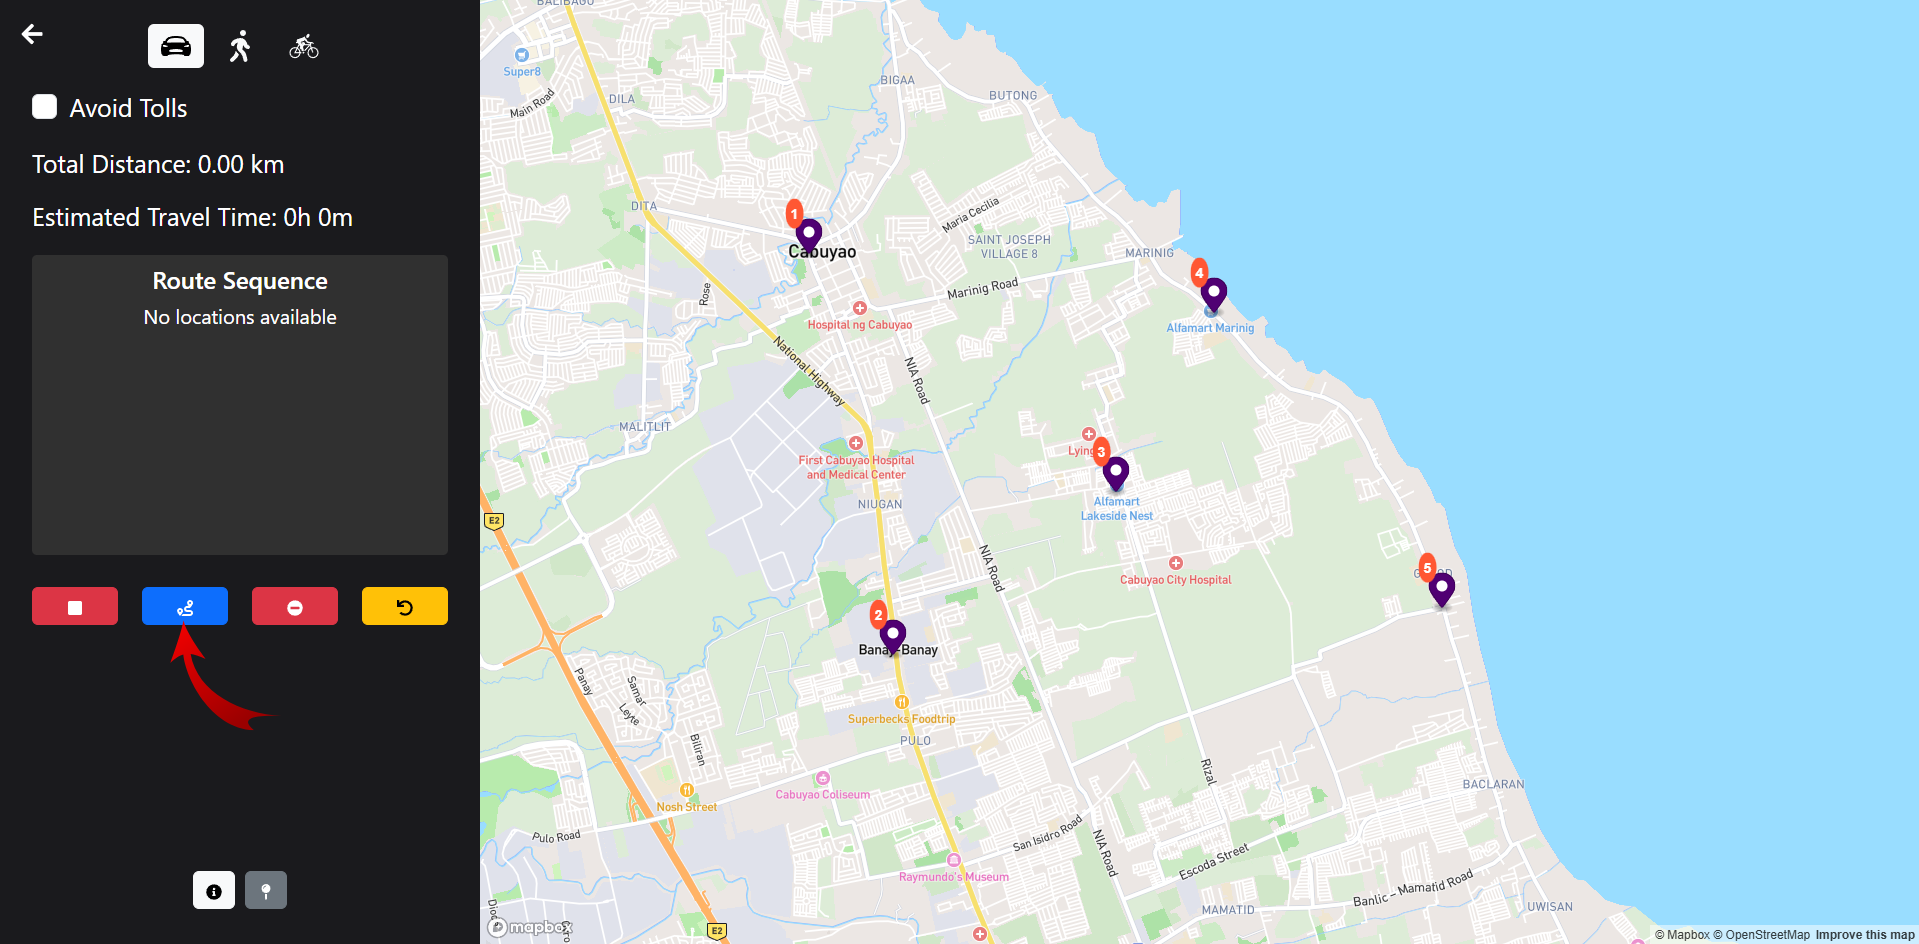 Avoid Tolls
Total Distance: 0.00 km
Estimated Travel Time: 0h 0m
Route Sequence
No locations available
BALIBAGO
Super8
Main Road
DILA
BIGAA
BUTONG
DITA
1
Cabuyao
Maria Cecilia
SAINT JOSEPH
VILLAGE 8
MARINIG
4
Rose
Marinig Road
Hospital ng Cabuyao
Alfamart Marinig
National Highway
NIA Road
MALITLIT
First Cabuyao Hospital
and Medical Center
Lying
3
NIUGAN
Alfamart
Lakeside Nest
E2
NIA Road
Cabuyao City Hospital
5
2
Banay-Banay
Panay
Samar
Leyte
Superbecks Foodtrip
PULO
Biliran
Rizal
Cabuyao Coliseum
Nosh Street
BACLARAN
Pulo Road
San Isidro Road
NIA Road
Escoda Street
Raymundo's Museum
Banlic – Mamatid Road
MAMATID
UWISAN
E2
mapbox
© Mapbox © OpenStreetMap Improve this map